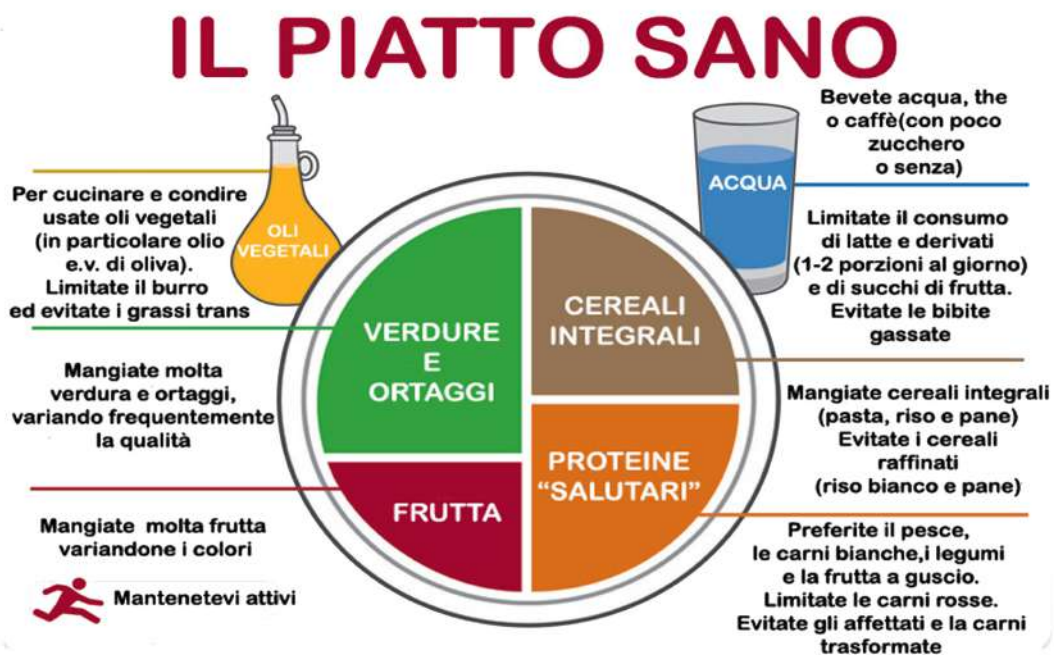 IL PIATTO SANO
Per cucinare e condire
usate oli vegetali
(in particolare olio
e.v. di oliva).
Limitate il burro
ed evitate i grassi trans
Mangiate molta
verdura e ortaggi,
variando frequentemente
la qualità
Mangiate molta frutta
variandone i colori
Mantenetevi attivi
OLI
VEGETALI
VERDURE
E
ORTAGGI
FRUTTA
CEREALI
INTEGRALI
PROTEINE
“SALUTARI”
ACQUA
Bevete acqua, the
o caffè(con poco
zucchero
o senza)
Limitate il consumo
di latte e derivati
(1-2 porzioni al giorno)
e di succhi di frutta.
Evitate le bibite
gassate
Mangiate cereali integrali
(pasta, riso e pane)
Evitate i cereali
raffinati
(riso bianco e pane)
Preferite il pesce,
le carni bianche,i legumi
e la frutta a guscio.
Limitate le carni rosse.
Evitate gli affettati e la carni
trasformate